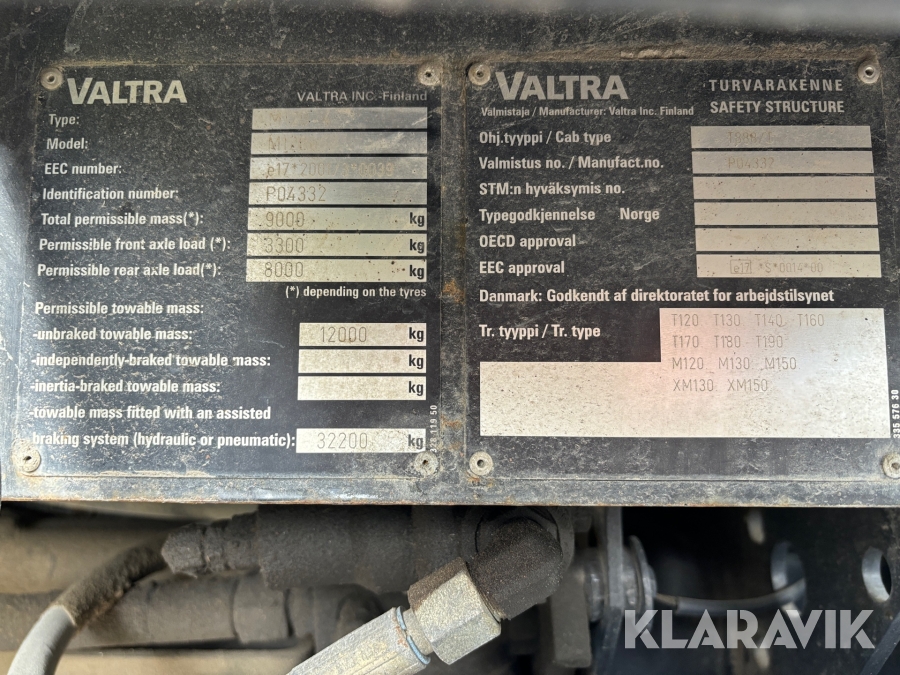 VALTRA
VALTRA INC.-Finland
Type:
Model:
EEC number:
Identification number: P04332
Total permissible mass(*): 9000 kg
Permissible front axle load (*): 3300 kg
Permissible rear axle load(*): 8000 kg
(*) depending on the tyres
Permissible towable mass:
-unbraked towable mass: 12000 kg
-independently-braked towable mass: kg
-inertia-braked towable mass: kg
-towable mass fitted with an assisted
braking system (hydraulic or pneumatic): 32200 kg
VALTRA
Valmistaja / Manufacturer: Valtra Inc. Finland
TURVARAKENNE
SAFETY STRUCTURE
Ohj.tyyppi / Cab type
Valmistus no. / Manufact.no. P04332
STM:n hyväksymis no.
Typegodkjennelse Norge
OECD approval
EEC approval e17 *S*0014*00
Danmark: Godkendt af direktoratet for arbejdstilsynet
Tr. tyyppi / Tr. type
T120 T130 T140 T160
T170 T180 T190
M120 M130 M150
XM130 XM150
KLARAVIK